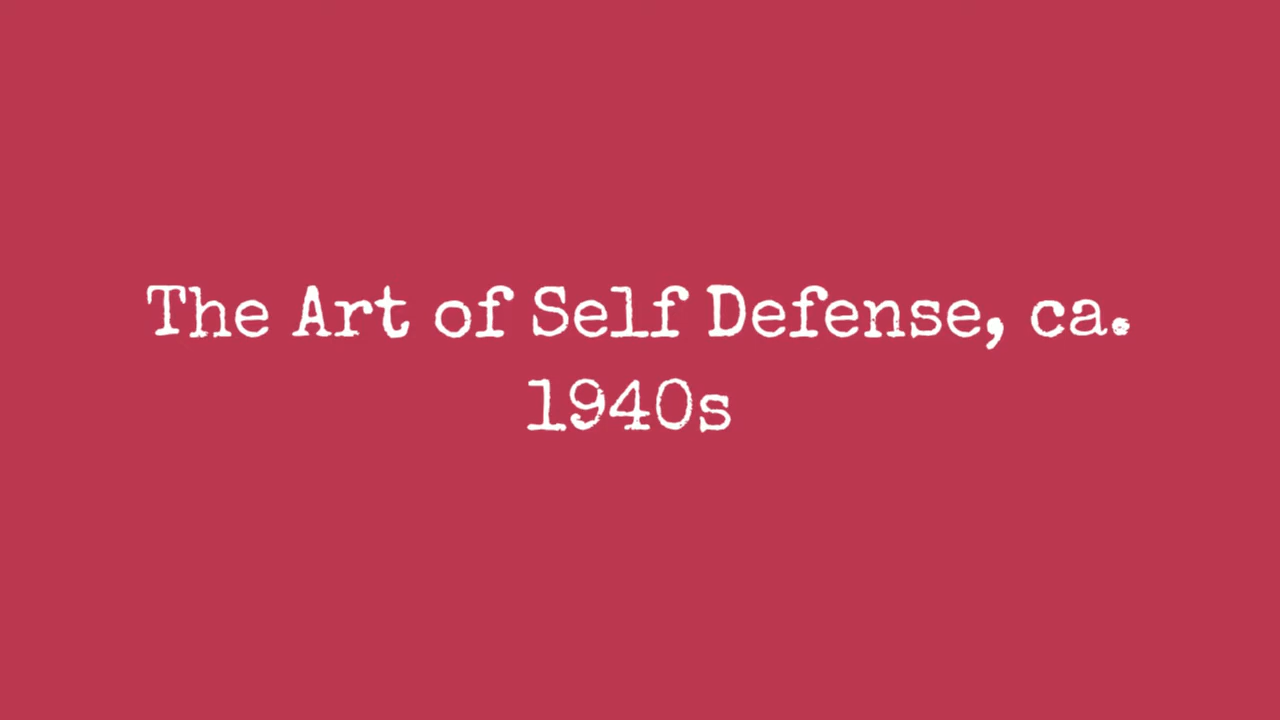 The Art of Self Defense, ca.
1940s